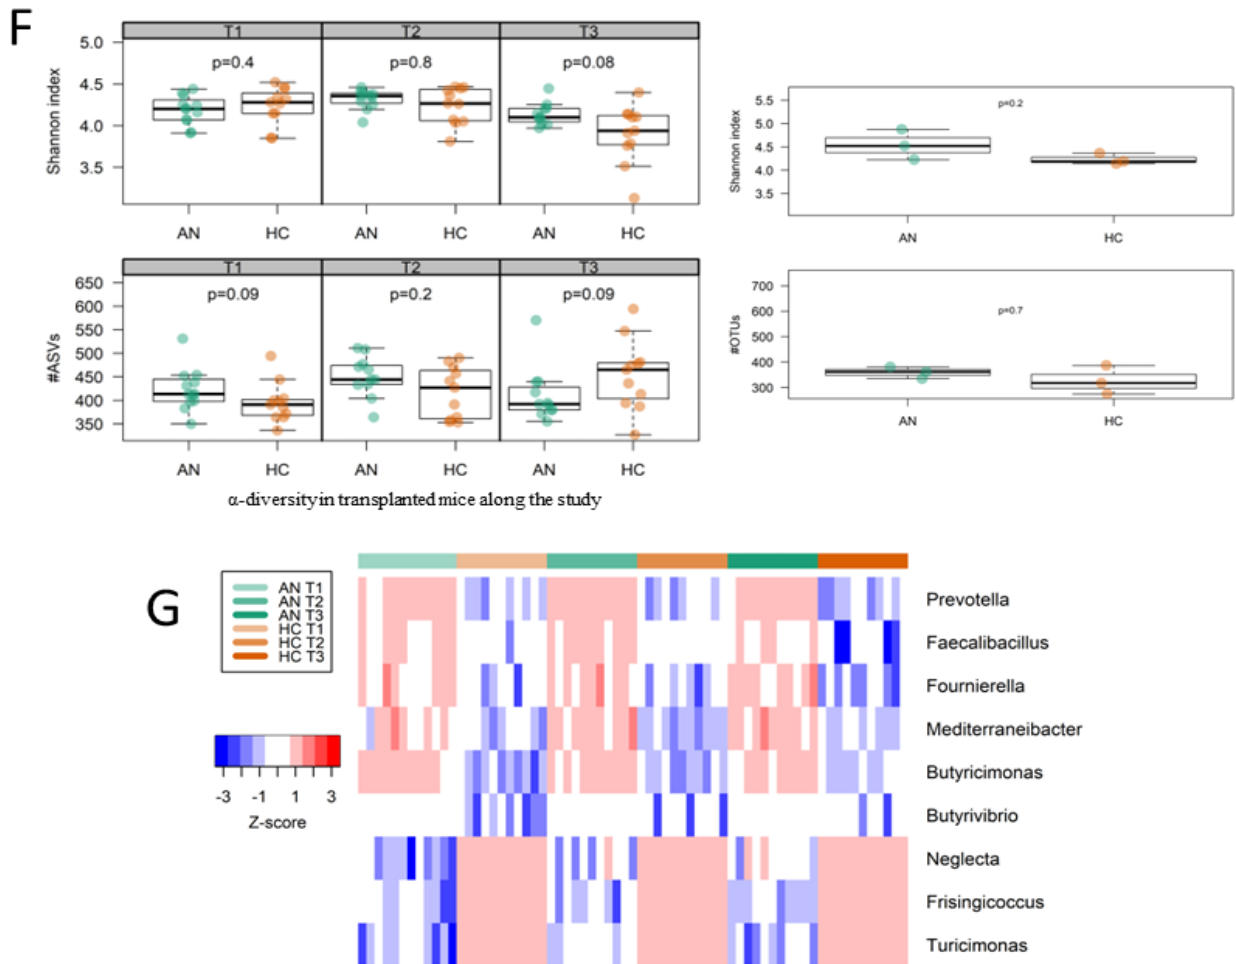 F
T1 T2 T3
Shannon index
5.0
4.5
4.0
3.5
p=0.4 p=0.8 p=0.08
AN HC AN HC AN HC
Shannon index
5.5
5.0
4.5
4.0
3.5
p=0.2
AN HC
T1 T2 T3
#ASVs
650
600
550
500
450
400
350
p=0.09 p=0.2 p=0.09
AN HC AN HC AN HC
#OTUs
700
600
500
400
300
p=0.7
AN HC
α-diversity in transplanted mice along the study
G
AN T1
AN T2
AN T3
HC T1
HC T2
HC T3
-3 -1 1 3
Z-score
Prevotella
Faecalibacillus
Fournierella
Mediterraneibacter
Butyricimonas
Butyrivibrio
Neglecta
Frisingicoccus
Turicimonas